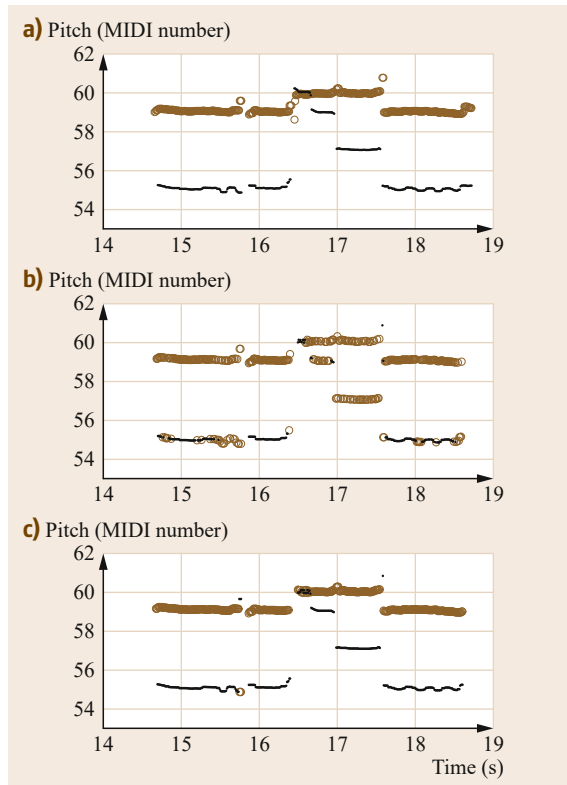 a) Pitch (MIDI number)
62
60
58
56
54
14 15 16 17 18 19
b) Pitch (MIDI number)
62
60
58
56
54
14 15 16 17 18 19
c) Pitch (MIDI number)
62
60
58
56
54
14 15 16 17 18 19
Time (s)